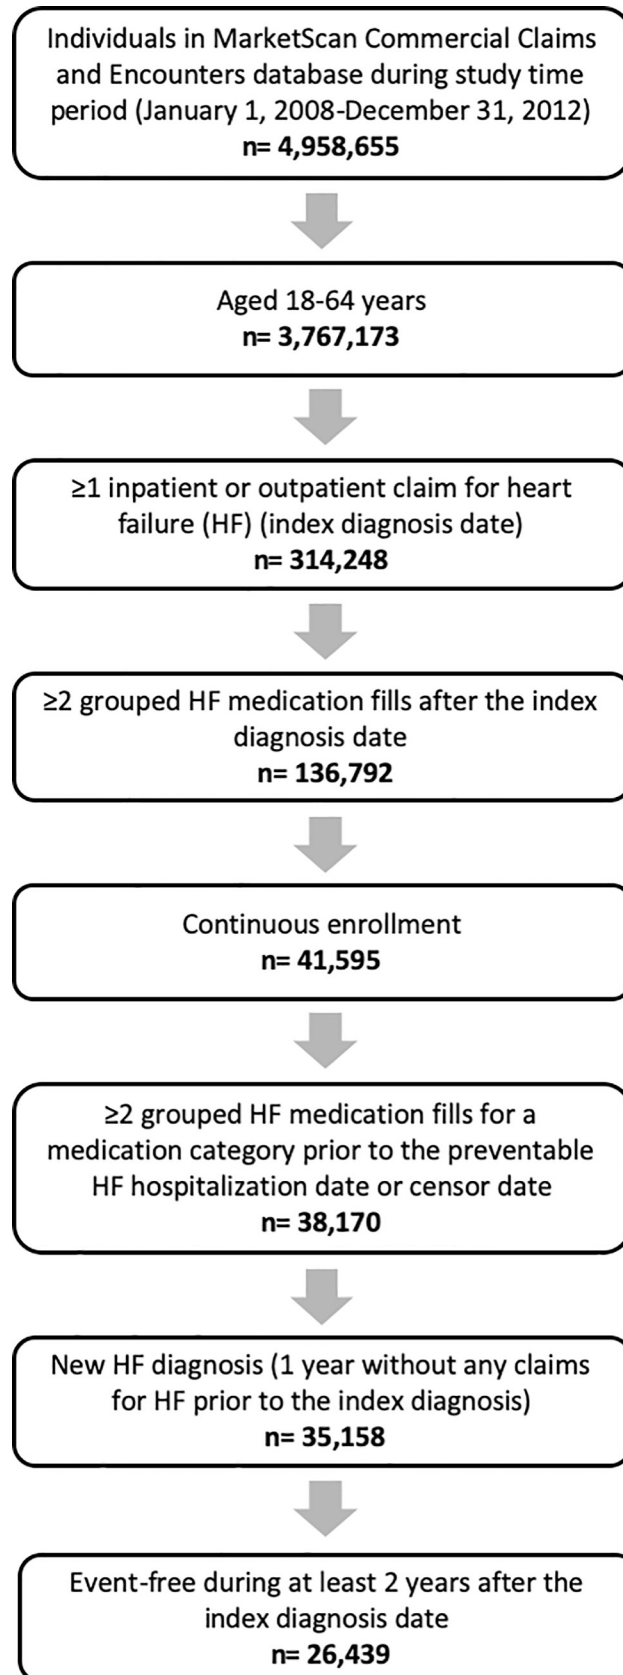 Individuals in MarketScan Commercial Claims
and Encounters database during study time
period (January 1, 2008-December 31, 2012)
n= 4,958,655
Aged 18-64 years
n= 3,767,173
≥1 inpatient or outpatient claim for heart
failure (HF) (index diagnosis date)
n= 314,248
≥2 grouped HF medication fills after the index
diagnosis date
n= 136,792
Continuous enrollment
n= 41,595
≥2 grouped HF medication fills for a
medication category prior to the preventable
HF hospitalization date or censor date
n= 38,170
New HF diagnosis (1 year without any claims
for HF prior to the index diagnosis)
n= 35,158
Event-free during at least 2 years after the
index diagnosis date
n= 26,439